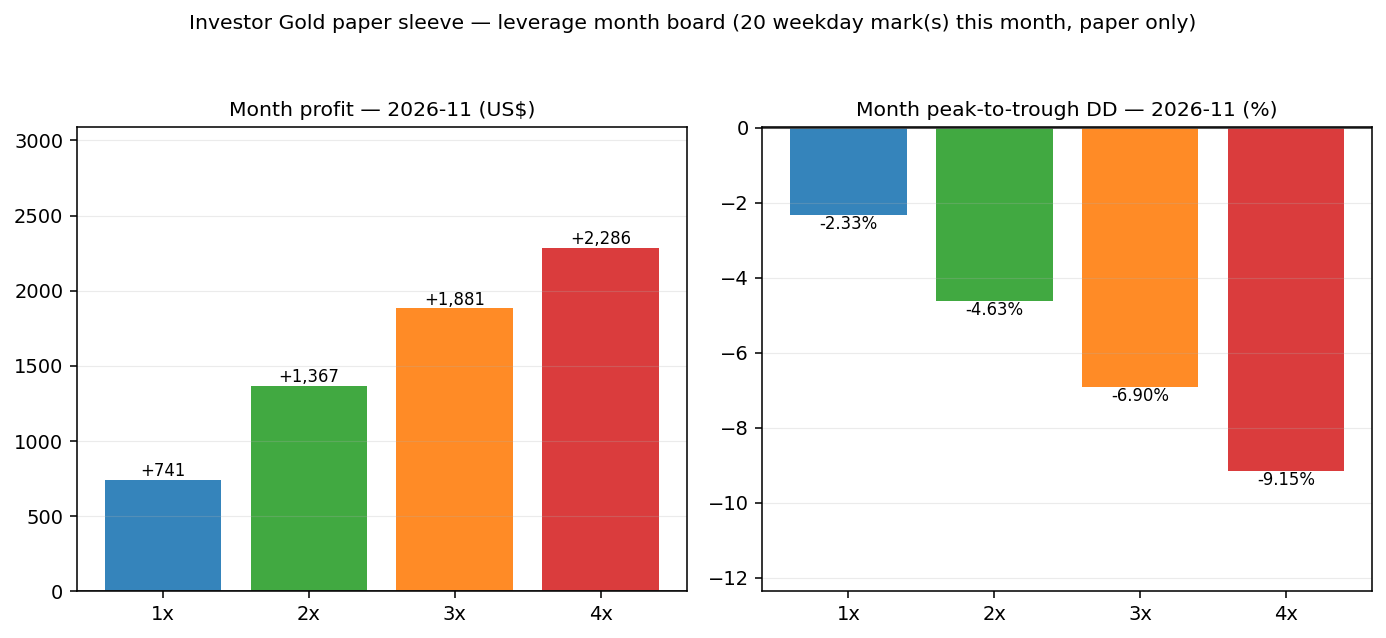 Investor Gold paper sleeve — leverage month board (20 weekday mark(s) this month, paper only)
Month profit — 2026-11 (US$)
3000
2500
2000
1500
1000
500
0
+741
+1,367
+1,881
+2,286
1x
2x
3x
4x
Month peak-to-trough DD — 2026-11 (%)
0
−2
−4
−6
−8
−10
−12
-2.33%
-4.63%
-6.90%
-9.15%
1x
2x
3x
4x